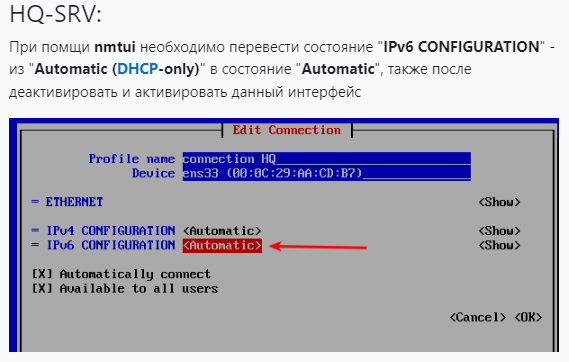 HQ-SRV:
При помщи nmtui необходимо перевести состояние "IPv6 CONFIGURATION" -
из "Automatic (DHCP-only)" в состояние "Automatic", также после
деактивировать и активировать данный интерфейс
Edit Connection
Profile name connection HQ
Device ens33 (00:0C:29:AA:CD:B7)
= ETHERNET <Show>
= IPv4 CONFIGURATION <Automatic> <Show>
= IPv6 CONFIGURATION <Automatic> <Show>
[X] Automatically connect
[X] Available to all users
<Cancel> <OK>